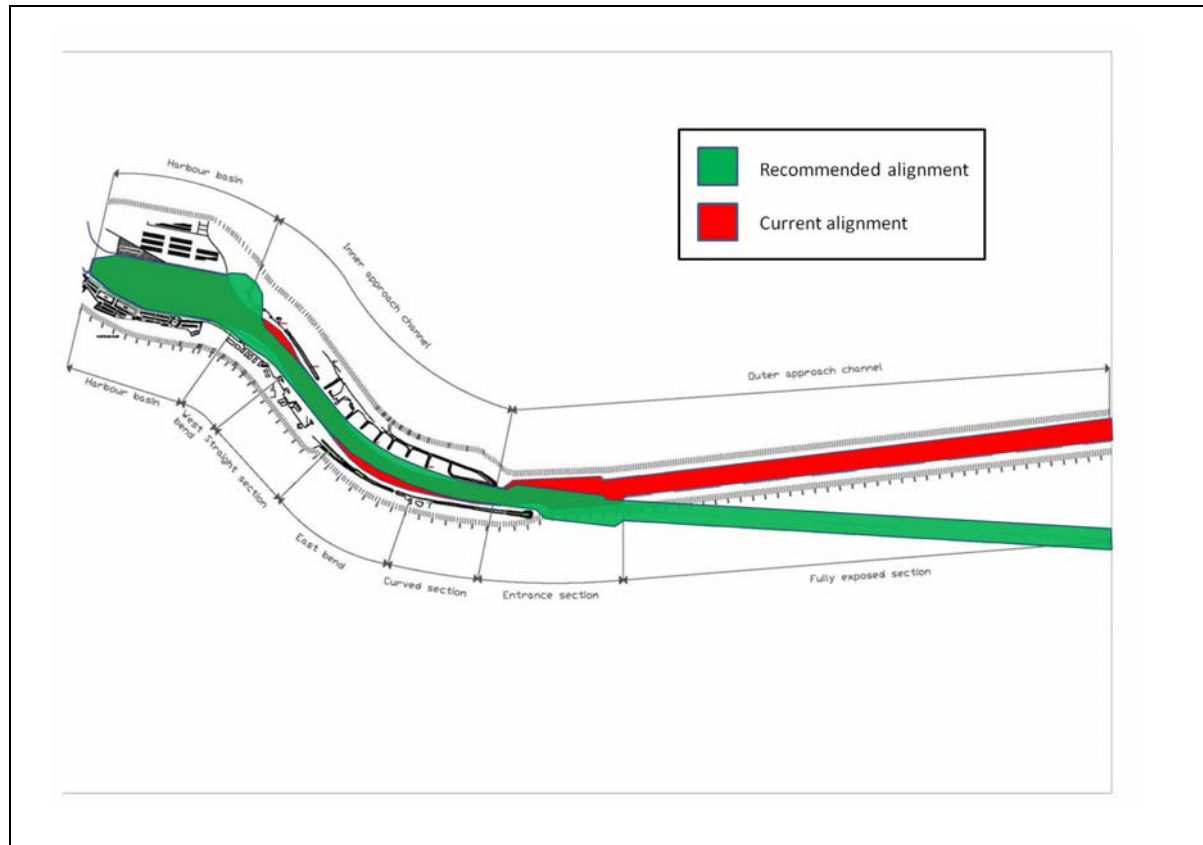 Recommended alignment
Current alignment
Harbour basin
Inner approach channel
Outer approach channel
Harbour basin
West
bend
Straight section
East bend
Curved section
Entrance section
Fully exposed section